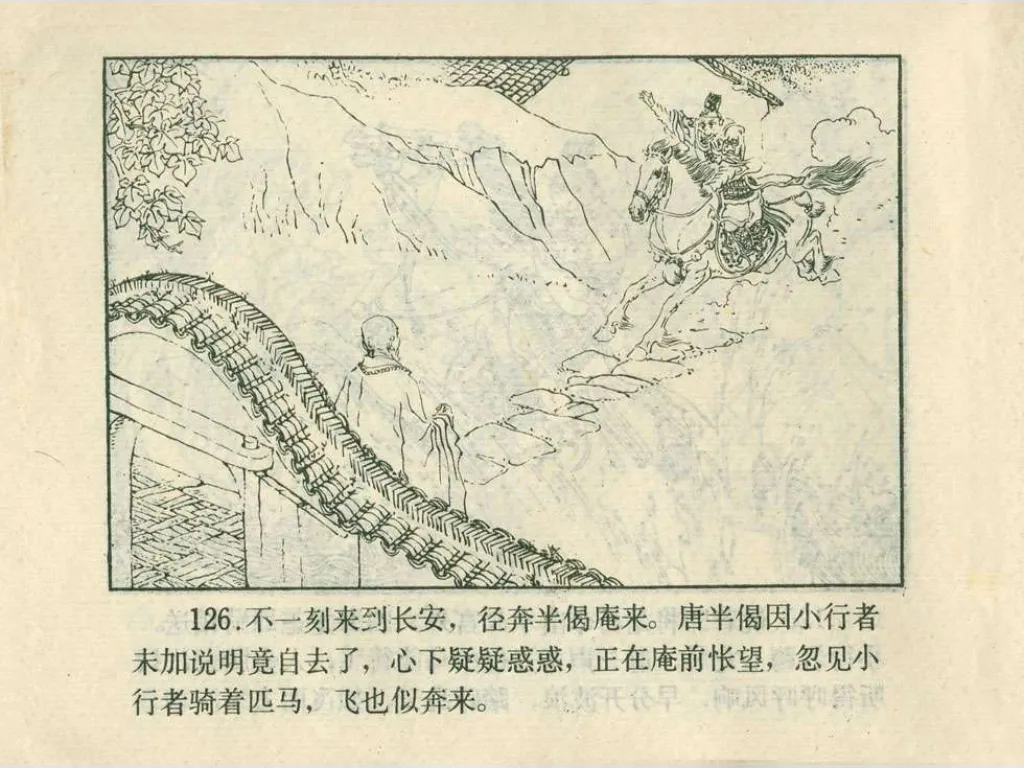 126.不一刻来到长安，径奔半偈庵来。唐半偈因小行者
未加说明竟自去了，心下疑疑惑惑，正在庵前怅望，忽见小
行者骑着匹马，飞也似奔来。